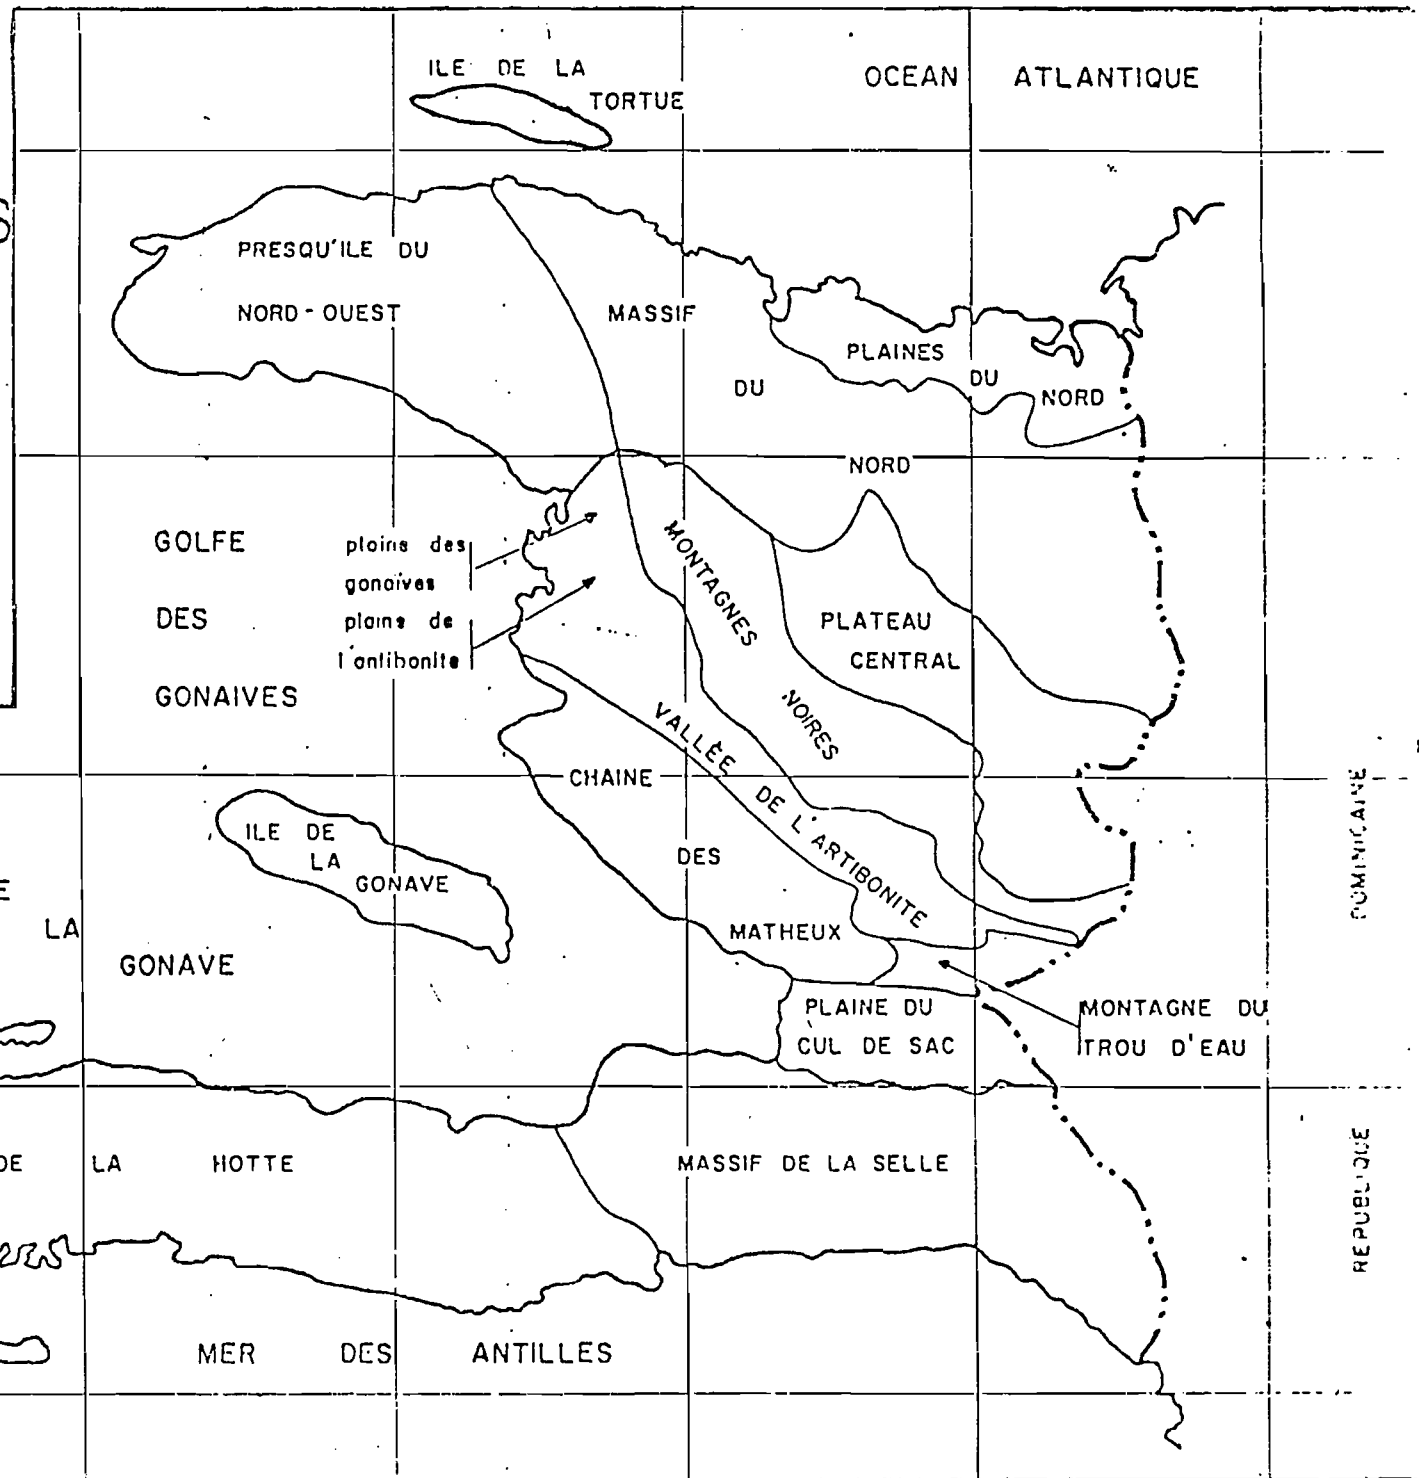 ILE DE LA
TORTUE
OCEAN ATLANTIQUE
PRESQU'ILE DU
NORD-OUEST
MASSIF
DU
NORD
PLAINES
DU
NORD
GOLFE
DES
GONAIVES
plaine des
gonaives
plaine de
l'antibonite
MONTAGNES
NOIRES
PLATEAU
CENTRAL
VALLÉE DE L'ARTIBONITE
CHAINE
DES
MATHEUX
ILE DE
LA
GONAVE
LA
GONAVE
PLAINE DU
CUL DE SAC
MONTAGNE DU
TROU D'EAU
DE LA HOTTE
MASSIF DE LA SELLE
MER DES ANTILLES
REPUBLIQUE DOMINICAINE